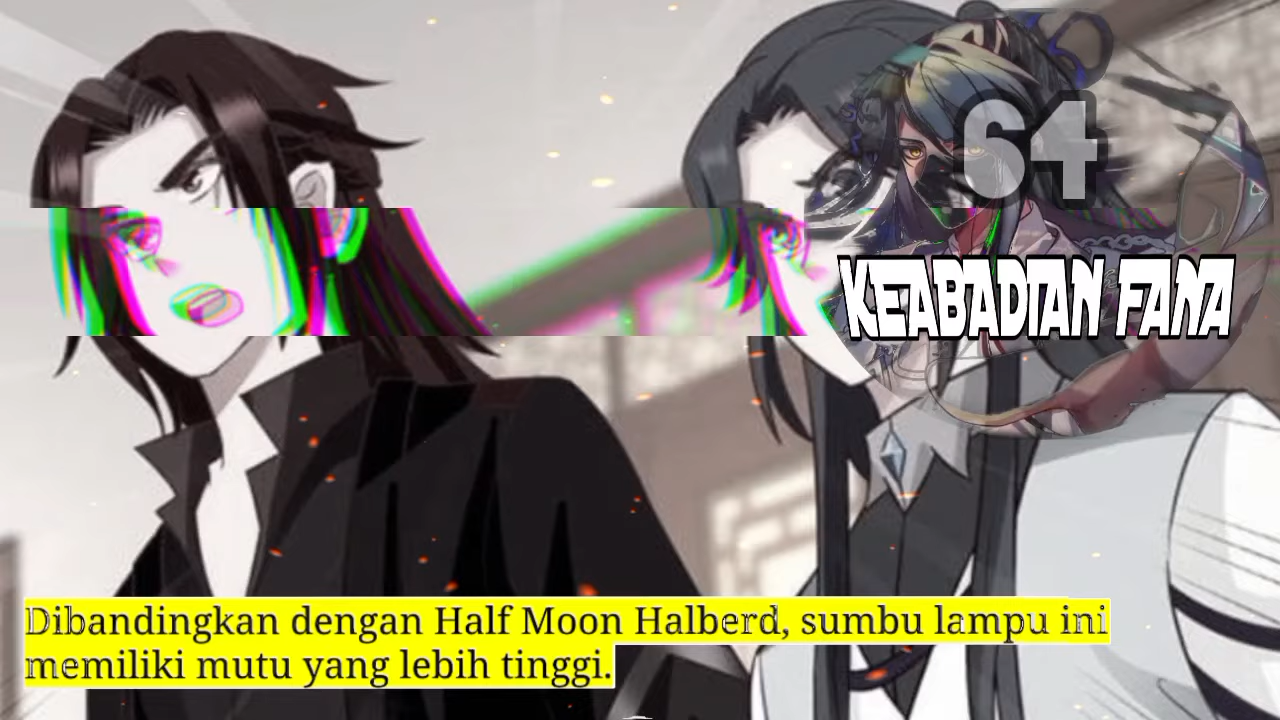 64
KEABADIAN FANA
Dibandingkan dengan Half Moon Halberd, sumbu lampu ini
memiliki mutu yang lebih tinggi.